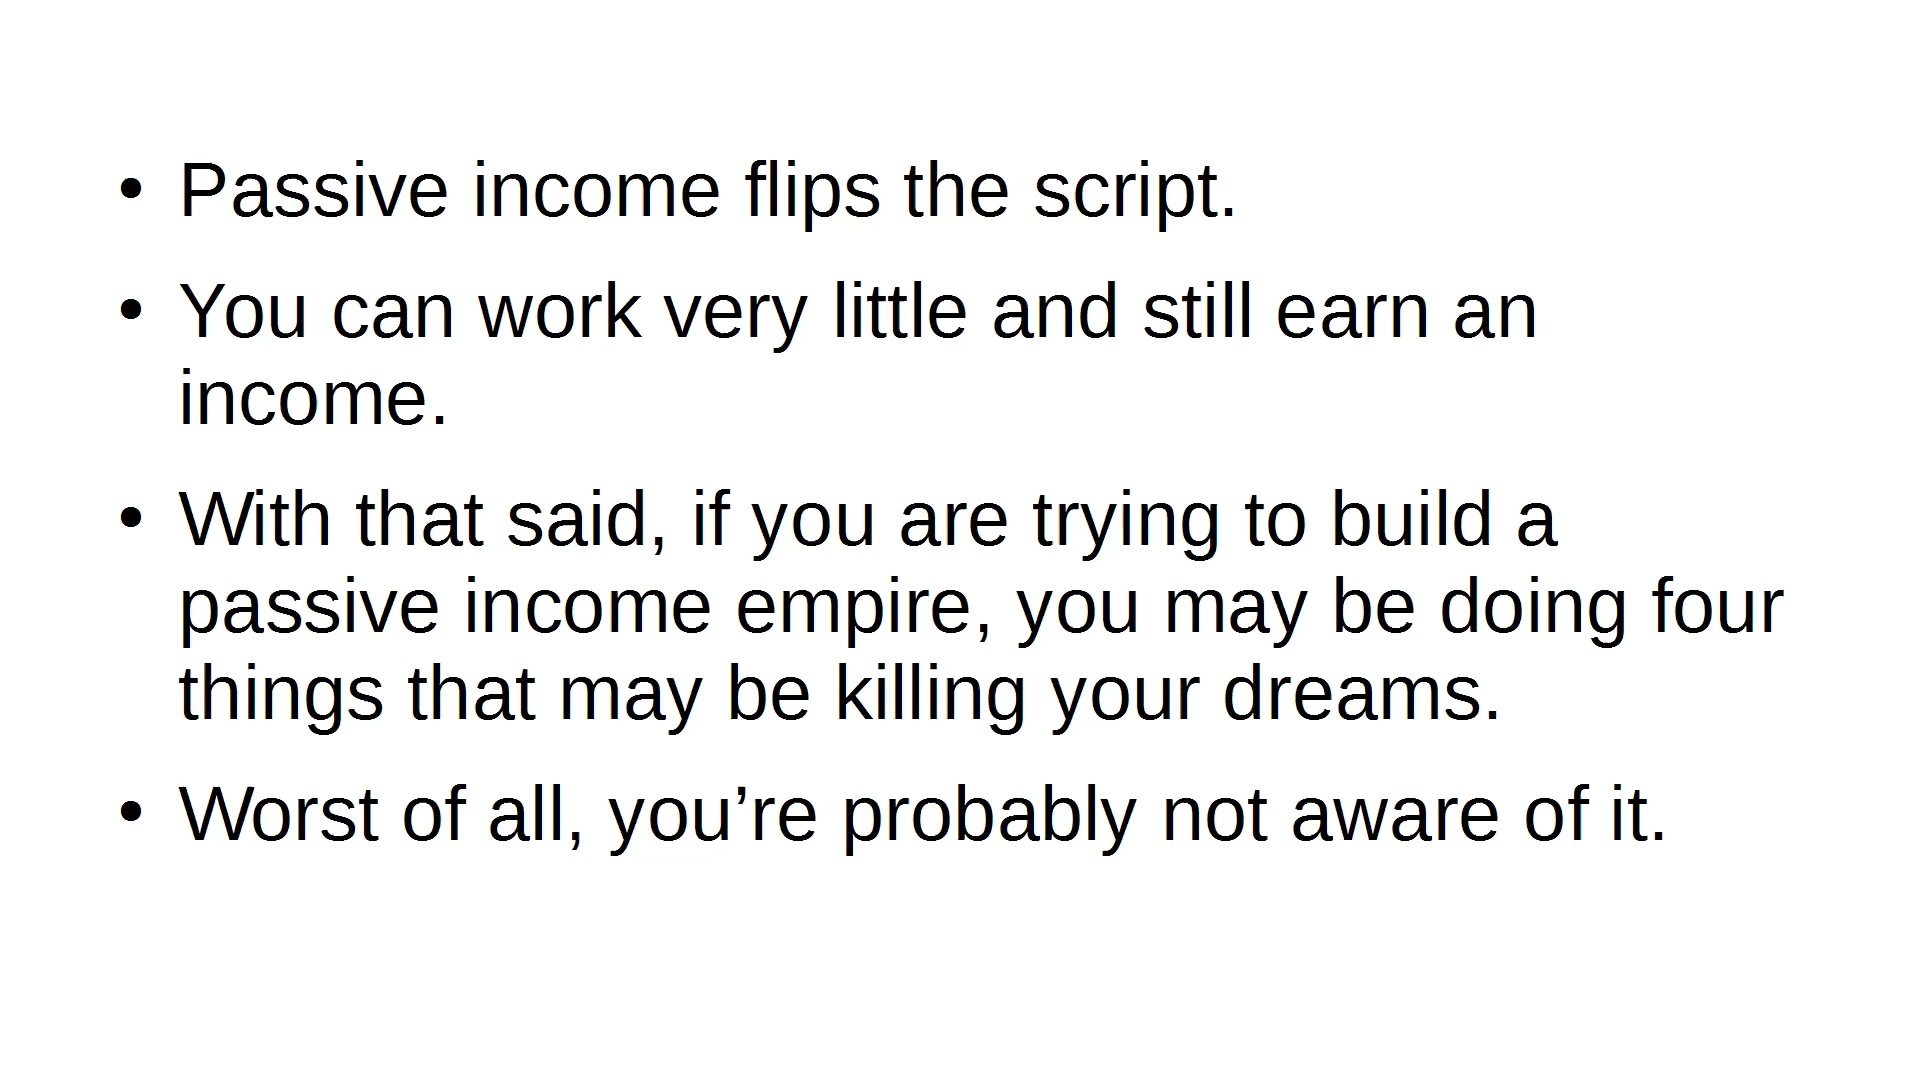 • Passive income flips the script.
• You can work very little and still earn an
income.
• With that said, if you are trying to build a
passive income empire, you may be doing four
things that may be killing your dreams.
• Worst of all, you’re probably not aware of it.